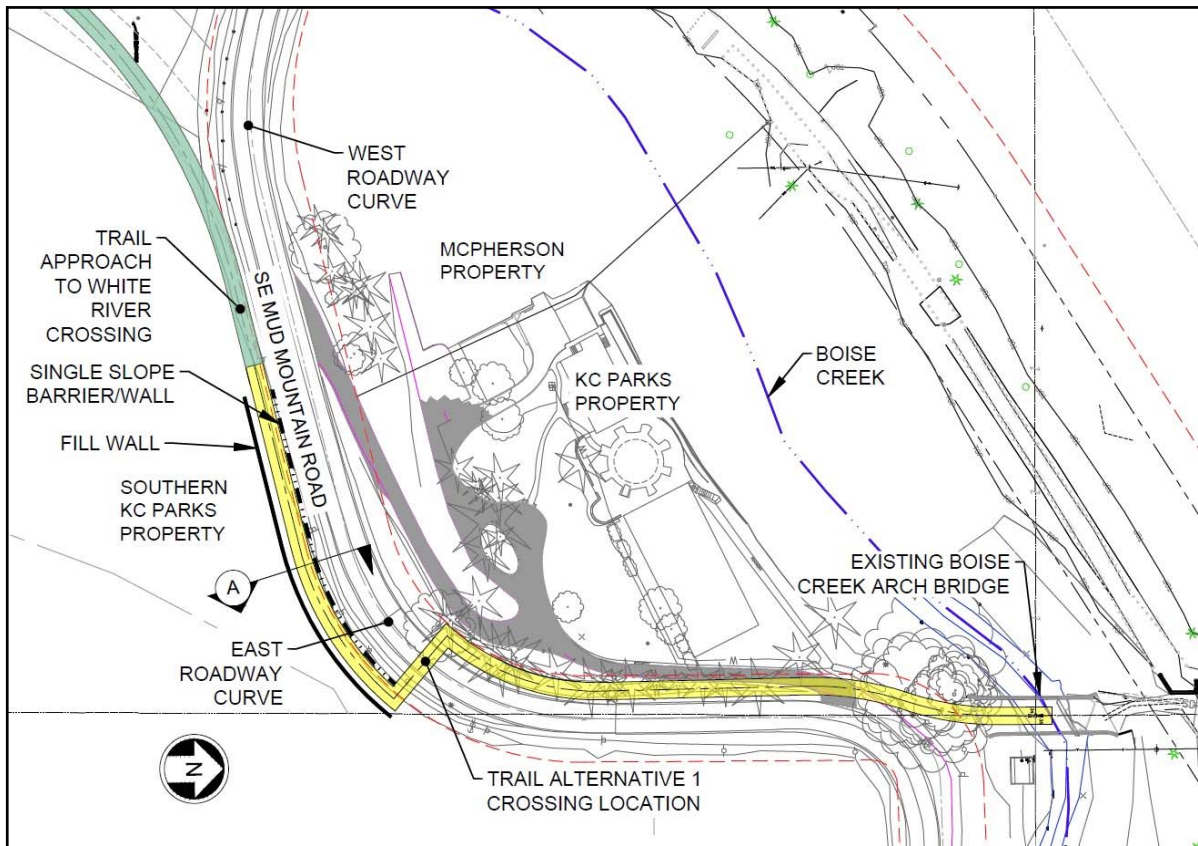 WEST
ROADWAY
CURVE
TRAIL
APPROACH
TO WHITE
RIVER
CROSSING
MCPHERSON
PROPERTY
SE MUD MOUNTAIN ROAD
SINGLE SLOPE
BARRIER/WALL
KC PARKS
PROPERTY
BOISE
CREEK
FILL WALL
SOUTHERN
KC PARKS
PROPERTY
A
EXISTING BOISE
CREEK ARCH BRIDGE
EAST
ROADWAY
CURVE
N
TRAIL ALTERNATIVE 1
CROSSING LOCATION